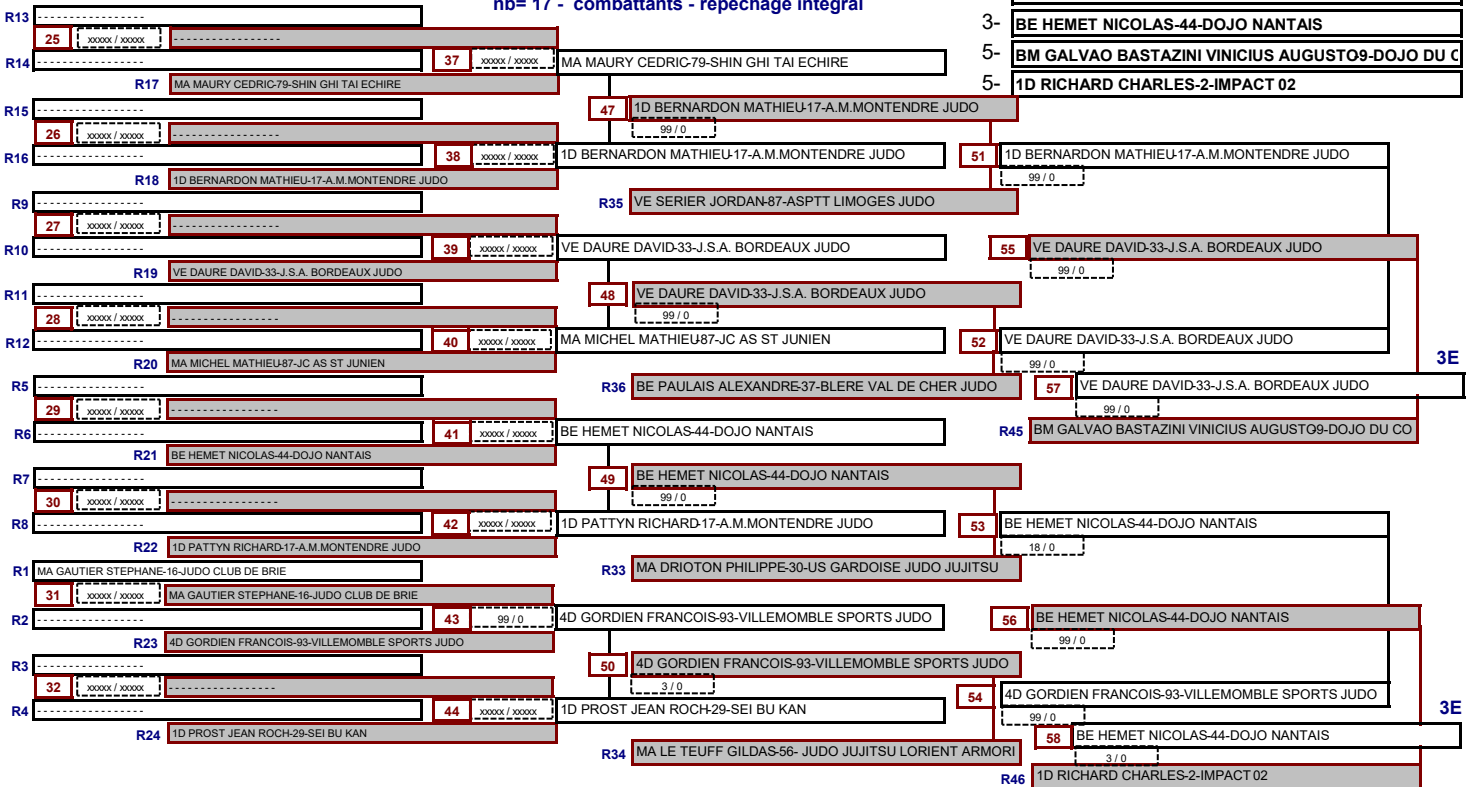 nb= 17 - combattants - repêchage intégral
3- BE HEMET NICOLAS-44-DOJO NANTAIS
5- BM GALVAO BASTAZINI VINICIUS AUGUSTO9-DOJO DU C
5- 1D RICHARD CHARLES-2-IMPACT 02
R13 ----------------
25 xxxxx / xxxxx ----------------
R14 ----------------
37 xxxxx / xxxxx MA MAURY CEDRIC-79-SHIN GHI TAI ECHIRE
R17 MA MAURY CEDRIC-79-SHIN GHI TAI ECHIRE
R15 ----------------
47 1D BERNARDON MATHIEU-17-A.M.MONTENDRE JUDO
99 / 0
26 xxxxx / xxxxx ----------------
R16 ----------------
38 xxxxx / xxxxx 1D BERNARDON MATHIEU-17-A.M.MONTENDRE JUDO
51 1D BERNARDON MATHIEU-17-A.M.MONTENDRE JUDO
99 / 0
R18 1D BERNARDON MATHIEU-17-A.M.MONTENDRE JUDO
R9 ----------------
R35 VE SERIER JORDAN-87-ASPTT LIMOGES JUDO
27 xxxxx / xxxxx ----------------
R10 ----------------
39 xxxxx / xxxxx VE DAURE DAVID-33-J.S.A. BORDEAUX JUDO
55 VE DAURE DAVID-33-J.S.A. BORDEAUX JUDO
99 / 0
R19 VE DAURE DAVID-33-J.S.A. BORDEAUX JUDO
R11 ----------------
48 VE DAURE DAVID-33-J.S.A. BORDEAUX JUDO
99 / 0
28 xxxxx / xxxxx ----------------
R12 ----------------
40 xxxxx / xxxxx MA MICHEL MATHIEU-87-JC AS ST JUNIEN
52 VE DAURE DAVID-33-J.S.A. BORDEAUX JUDO
99 / 0
3E
R20 MA MICHEL MATHIEU-87-JC AS ST JUNIEN
R5 ----------------
R36 BE PAULAIS ALEXANDRE-37-BLERE VAL DE CHER JUDO
57 VE DAURE DAVID-33-J.S.A. BORDEAUX JUDO
99 / 0
29 xxxxx / xxxxx ----------------
R6 ----------------
41 xxxxx / xxxxx BE HEMET NICOLAS-44-DOJO NANTAIS
R45 BM GALVAO BASTAZINI VINICIUS AUGUSTO9-DOJO DU CO
R21 BE HEMET NICOLAS-44-DOJO NANTAIS
R7 ----------------
49 BE HEMET NICOLAS-44-DOJO NANTAIS
99 / 0
30 xxxxx / xxxxx ----------------
R8 ----------------
42 xxxxx / xxxxx 1D PATTYN RICHARD-17-A.M.MONTENDRE JUDO
53 BE HEMET NICOLAS-44-DOJO NANTAIS
18 / 0
R22 1D PATTYN RICHARD-17-A.M.MONTENDRE JUDO
R1 MA GAUTIER STEPHANE-16-JUDO CLUB DE BRIE
R33 MA DRIOTON PHILIPPE-30-US GARDOISE JUDO JUJITSU
31 xxxxx / xxxxx MA GAUTIER STEPHANE-16-JUDO CLUB DE BRIE
R2 ----------------
43 99 / 0 4D GORDIEN FRANCOIS-93-VILLEMOMBLE SPORTS JUDO
56 BE HEMET NICOLAS-44-DOJO NANTAIS
99 / 0
R23 4D GORDIEN FRANCOIS-93-VILLEMOMBLE SPORTS JUDO
R3 ----------------
50 4D GORDIEN FRANCOIS-93-VILLEMOMBLE SPORTS JUDO
3 / 0
32 xxxxx / xxxxx ----------------
54 4D GORDIEN FRANCOIS-93-VILLEMOMBLE SPORTS JUDO
99 / 0
R4 ----------------
44 xxxxx / xxxxx 1D PROST JEAN ROCH-29-SEI BU KAN
3E
R24 1D PROST JEAN ROCH-29-SEI BU KAN
58 BE HEMET NICOLAS-44-DOJO NANTAIS
3 / 0
R34 MA LE TEUFF GILDAS-56- JUDO JUJITSU LORIENT ARMORI
R46 1D RICHARD CHARLES-2-IMPACT 02